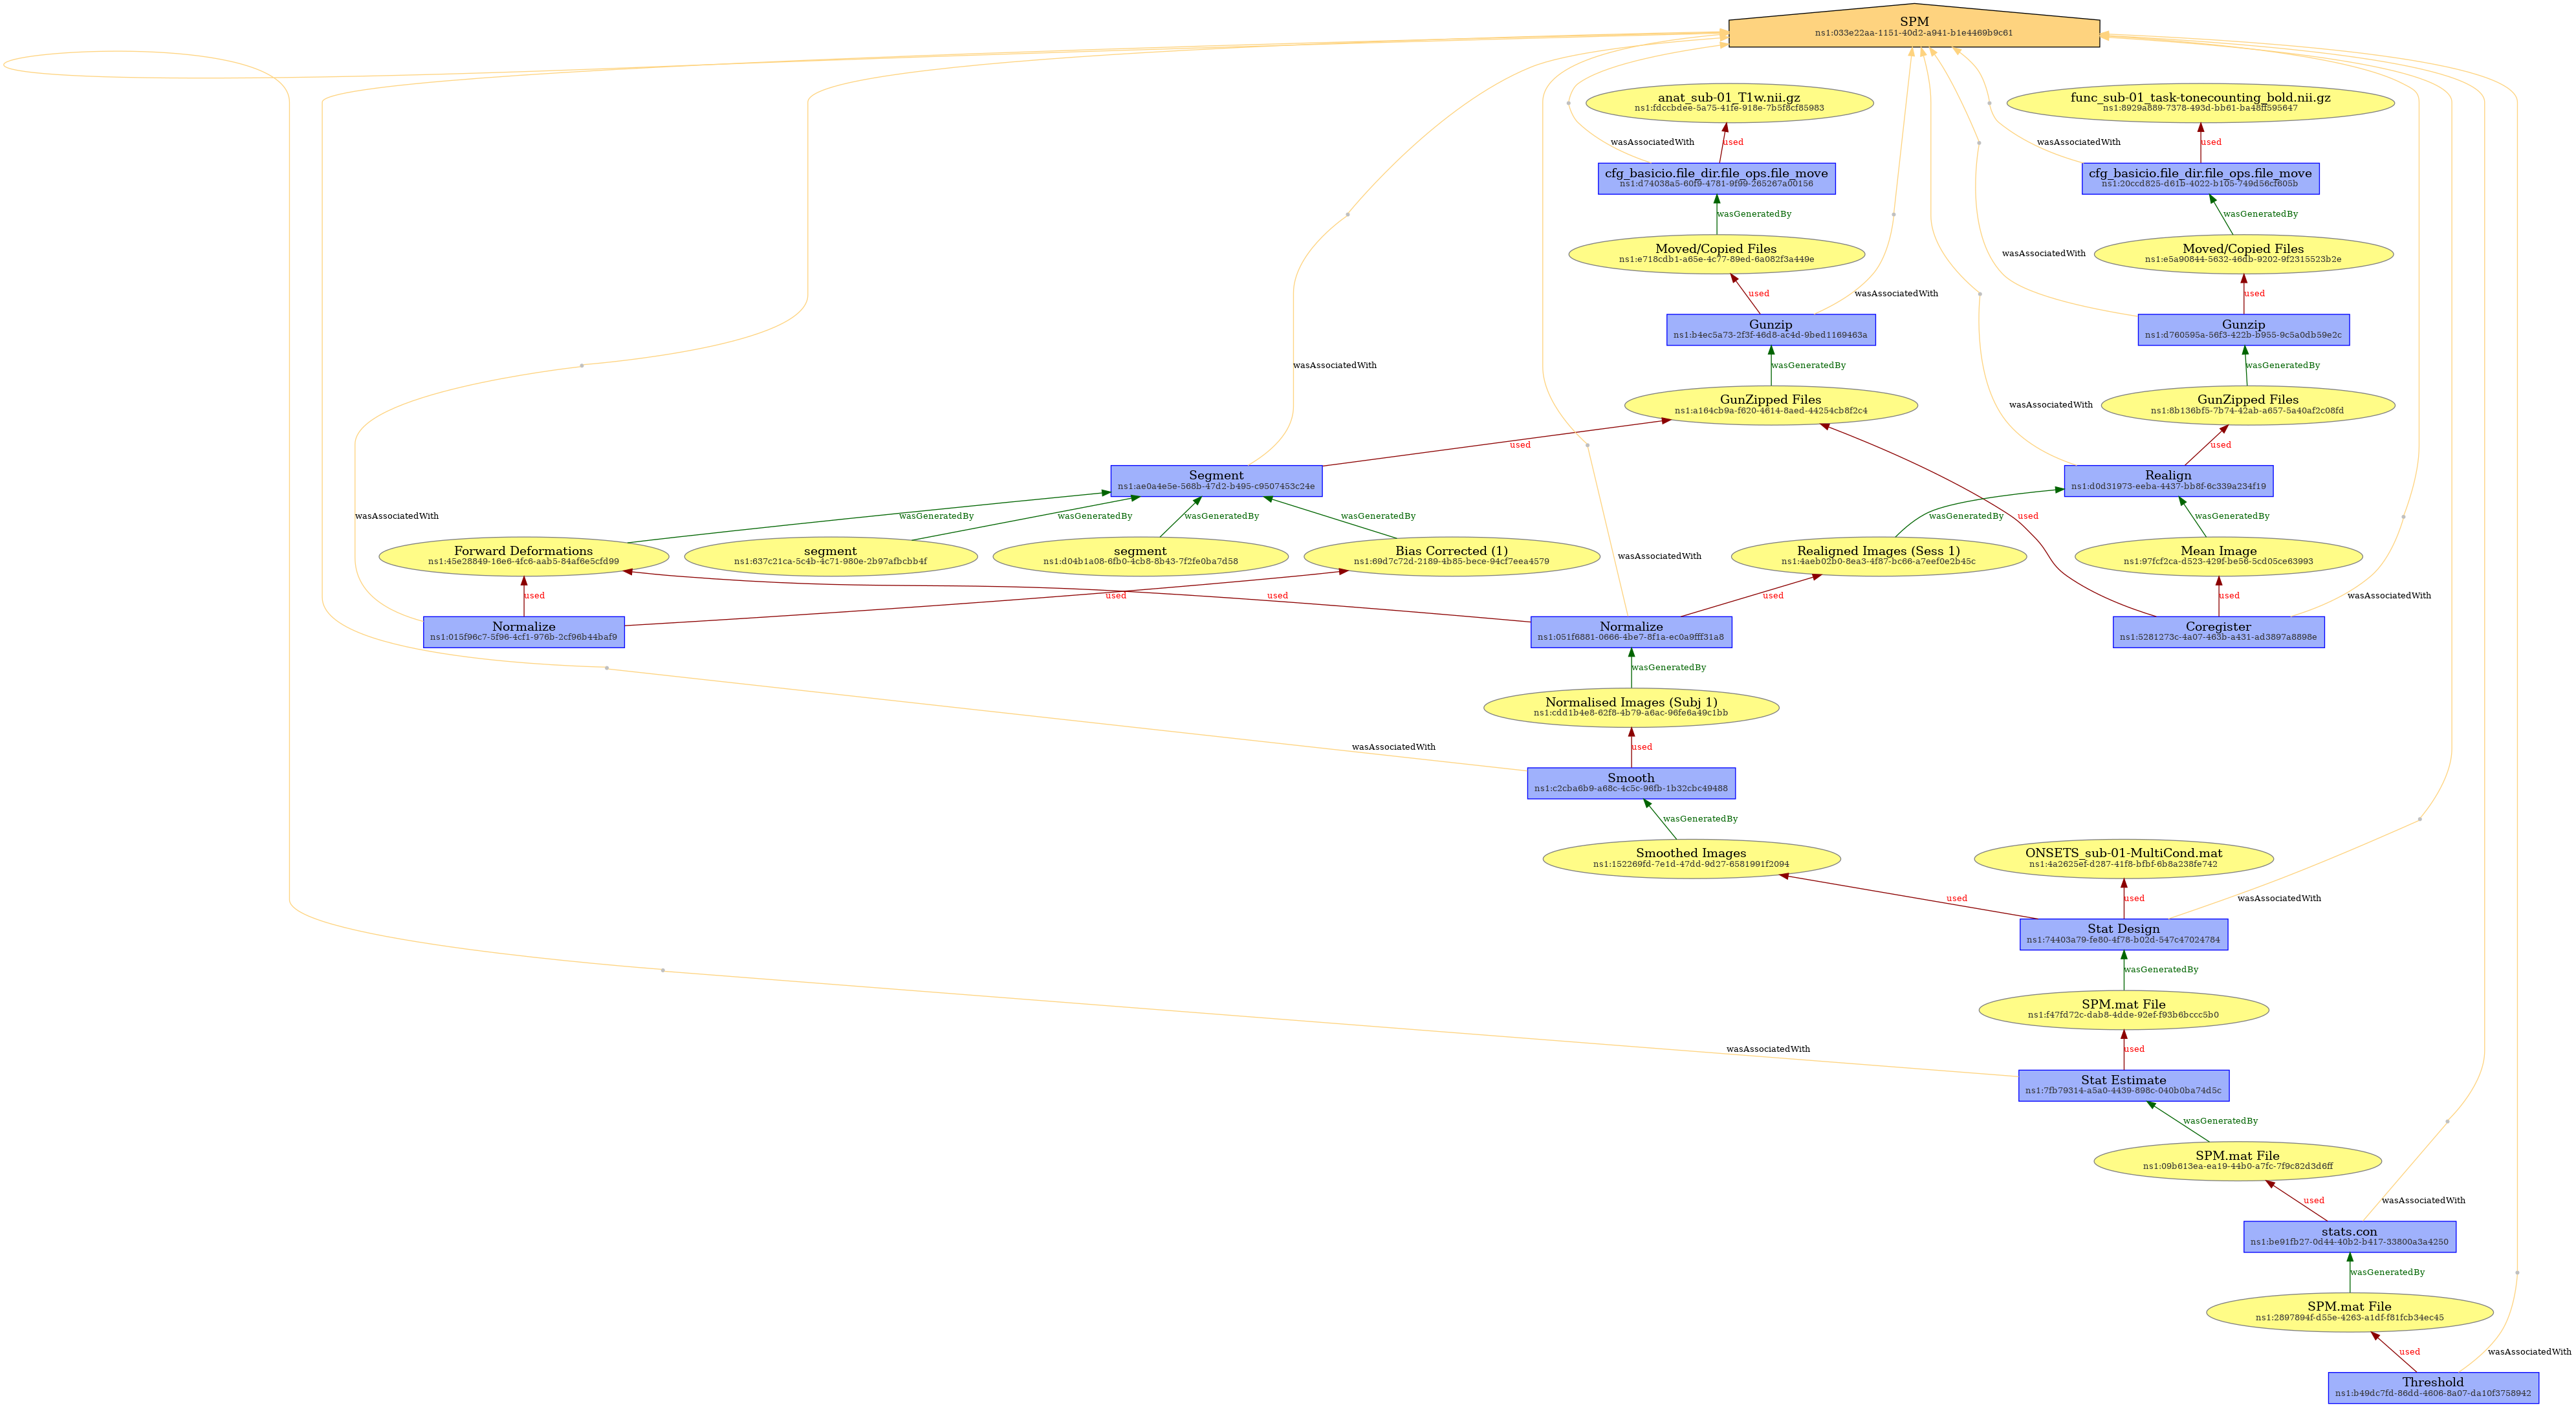 SPM
ns1:033e22aa-1151-40d2-a941-b1e4469b9c61
anat_sub-01_T1w.nii.gz
ns1:fdccbdee-5a75-41fe-918e-7b5f8cf85983
func_sub-01_task-tonecounting_bold.nii.gz
ns1:8929a889-7378-493d-bb61-ba48ff595647
wasAssociatedWith
used
wasAssociatedWith
used
cfg_basicio.file_dir.file_ops.file_move
ns1:d74038a5-60f9-4781-9f99-265267a00156
cfg_basicio.file_dir.file_ops.file_move
ns1:20ccd825-d61b-4022-b105-749d56cf605b
wasGeneratedBy
wasGeneratedBy
Moved/Copied Files
ns1:e718cdb1-a65e-4c77-89ed-6a082f3a449e
wasAssociatedWith
Moved/Copied Files
ns1:e5a90844-5632-46db-9202-9f2315523b2e
used
wasAssociatedWith
used
Gunzip
ns1:b4ec5a73-2f3f-46d8-ac4d-9bed1169463a
Gunzip
ns1:d760595a-56f3-422b-b955-9c5a0db59e2c
wasAssociatedWith
wasGeneratedBy
wasGeneratedBy
GunZipped Files
ns1:a164cb9a-f620-4614-8aed-44254cb8f2c4
wasAssociatedWith
GunZipped Files
ns1:8b136bf5-7b74-42ab-a657-5a40af2c08fd
used
used
Segment
ns1:ae0a4e5e-568b-47d2-b495-c9507453c24e
Realign
ns1:d0d31973-eeba-4437-bb8f-6c339a234f19
wasAssociatedWith
wasGeneratedBy
wasGeneratedBy
wasGeneratedBy
wasGeneratedBy
wasGeneratedBy
used
wasGeneratedBy
Forward Deformations
ns1:45e28849-16e6-4fc6-aab5-84af6e5cfd99
segment
ns1:637c21ca-5c4b-4c71-980e-2b97afbcbb4f
segment
ns1:d04b1a08-6fb0-4cb8-8b43-7f2fe0ba7d58
Bias Corrected (1)
ns1:69d7c72d-2189-4b85-bece-94cf7eea4579
wasAssociatedWith
Realigned Images (Sess 1)
ns1:4aeb02b0-8ea3-4f87-bc66-a7eef0e2b45c
Mean Image
ns1:97fcf2ca-d523-429f-be56-5cd05ce63993
used
used
used
used
used
wasAssociatedWith
Normalize
ns1:015f96c7-5f96-4cf1-976b-2cf96b44baf9
Normalize
ns1:051f6881-0666-4be7-8f1a-ec0a9fff31a8
Coregister
ns1:5281273c-4a07-463b-a431-ad3897a8898e
wasGeneratedBy
Normalised Images (Subj 1)
ns1:cdd1b4e8-62f8-4b79-a6ac-96fe6a49c1bb
wasAssociatedWith
used
Smooth
ns1:c2cba6b9-a68c-4c5c-96fb-1b32cbc49488
wasGeneratedBy
Smoothed Images
ns1:152269fd-7e1d-47dd-9d27-6581991f2094
ONSETS_sub-01-MultiCond.mat
ns1:4a2625ef-d287-41f8-bfbf-6b8a238fe742
used
used
wasAssociatedWith
Stat Design
ns1:74403a79-fe80-4f78-b02d-547c47024784
wasGeneratedBy
SPM.mat File
ns1:f47fd72c-dab8-4dde-92ef-f93b6bccc5b0
wasAssociatedWith
used
Stat Estimate
ns1:7fb79314-a5a0-4439-898c-040b0ba74d5c
wasGeneratedBy
SPM.mat File
ns1:09b613ea-ea19-44b0-a7fc-7f9c82d3d6ff
used
wasAssociatedWith
stats.con
ns1:be91fb27-0d44-40b2-b417-33800a3a4250
wasGeneratedBy
SPM.mat File
ns1:2897894f-d55e-4263-a1df-f81fcb34ec45
used
wasAssociatedWith
Threshold
ns1:b49dc7fd-86dd-4606-8a07-da10f3758942